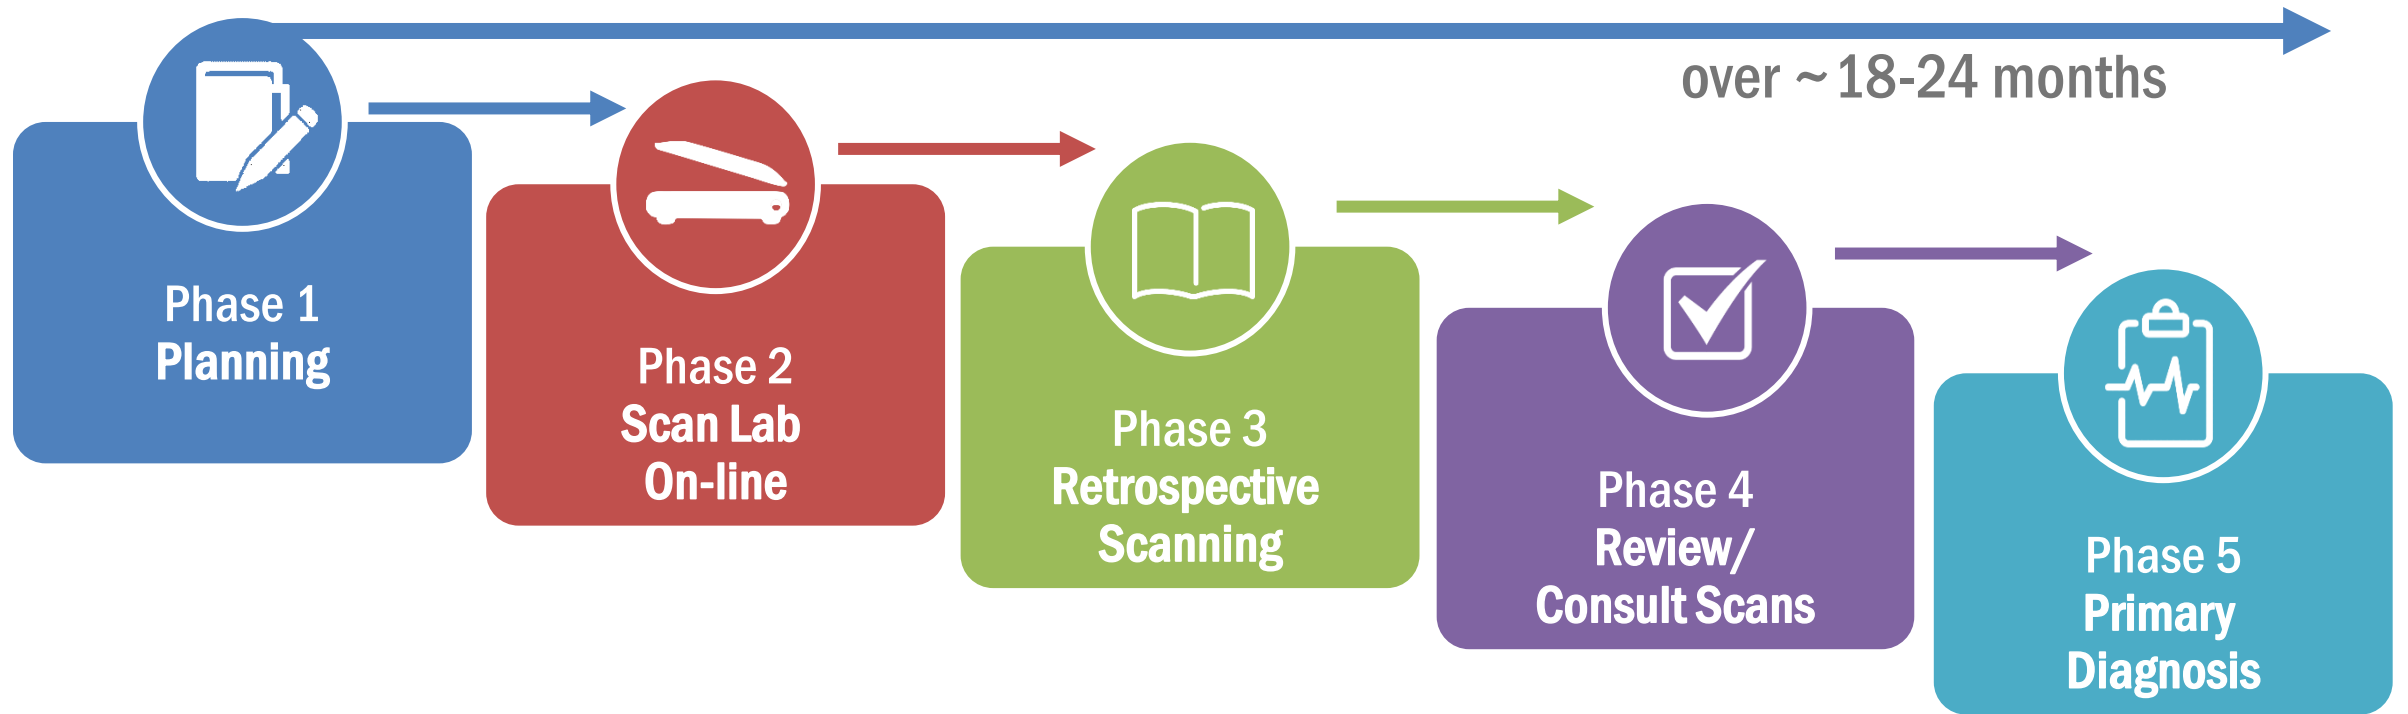 over ~18-24 months
Phase 1
Planning
Phase 2
Scan Lab
On-line
Phase 3
Retrospective
Scanning
Phase 4
Review/
Consult Scans
Phase 5
Primary
Diagnosis